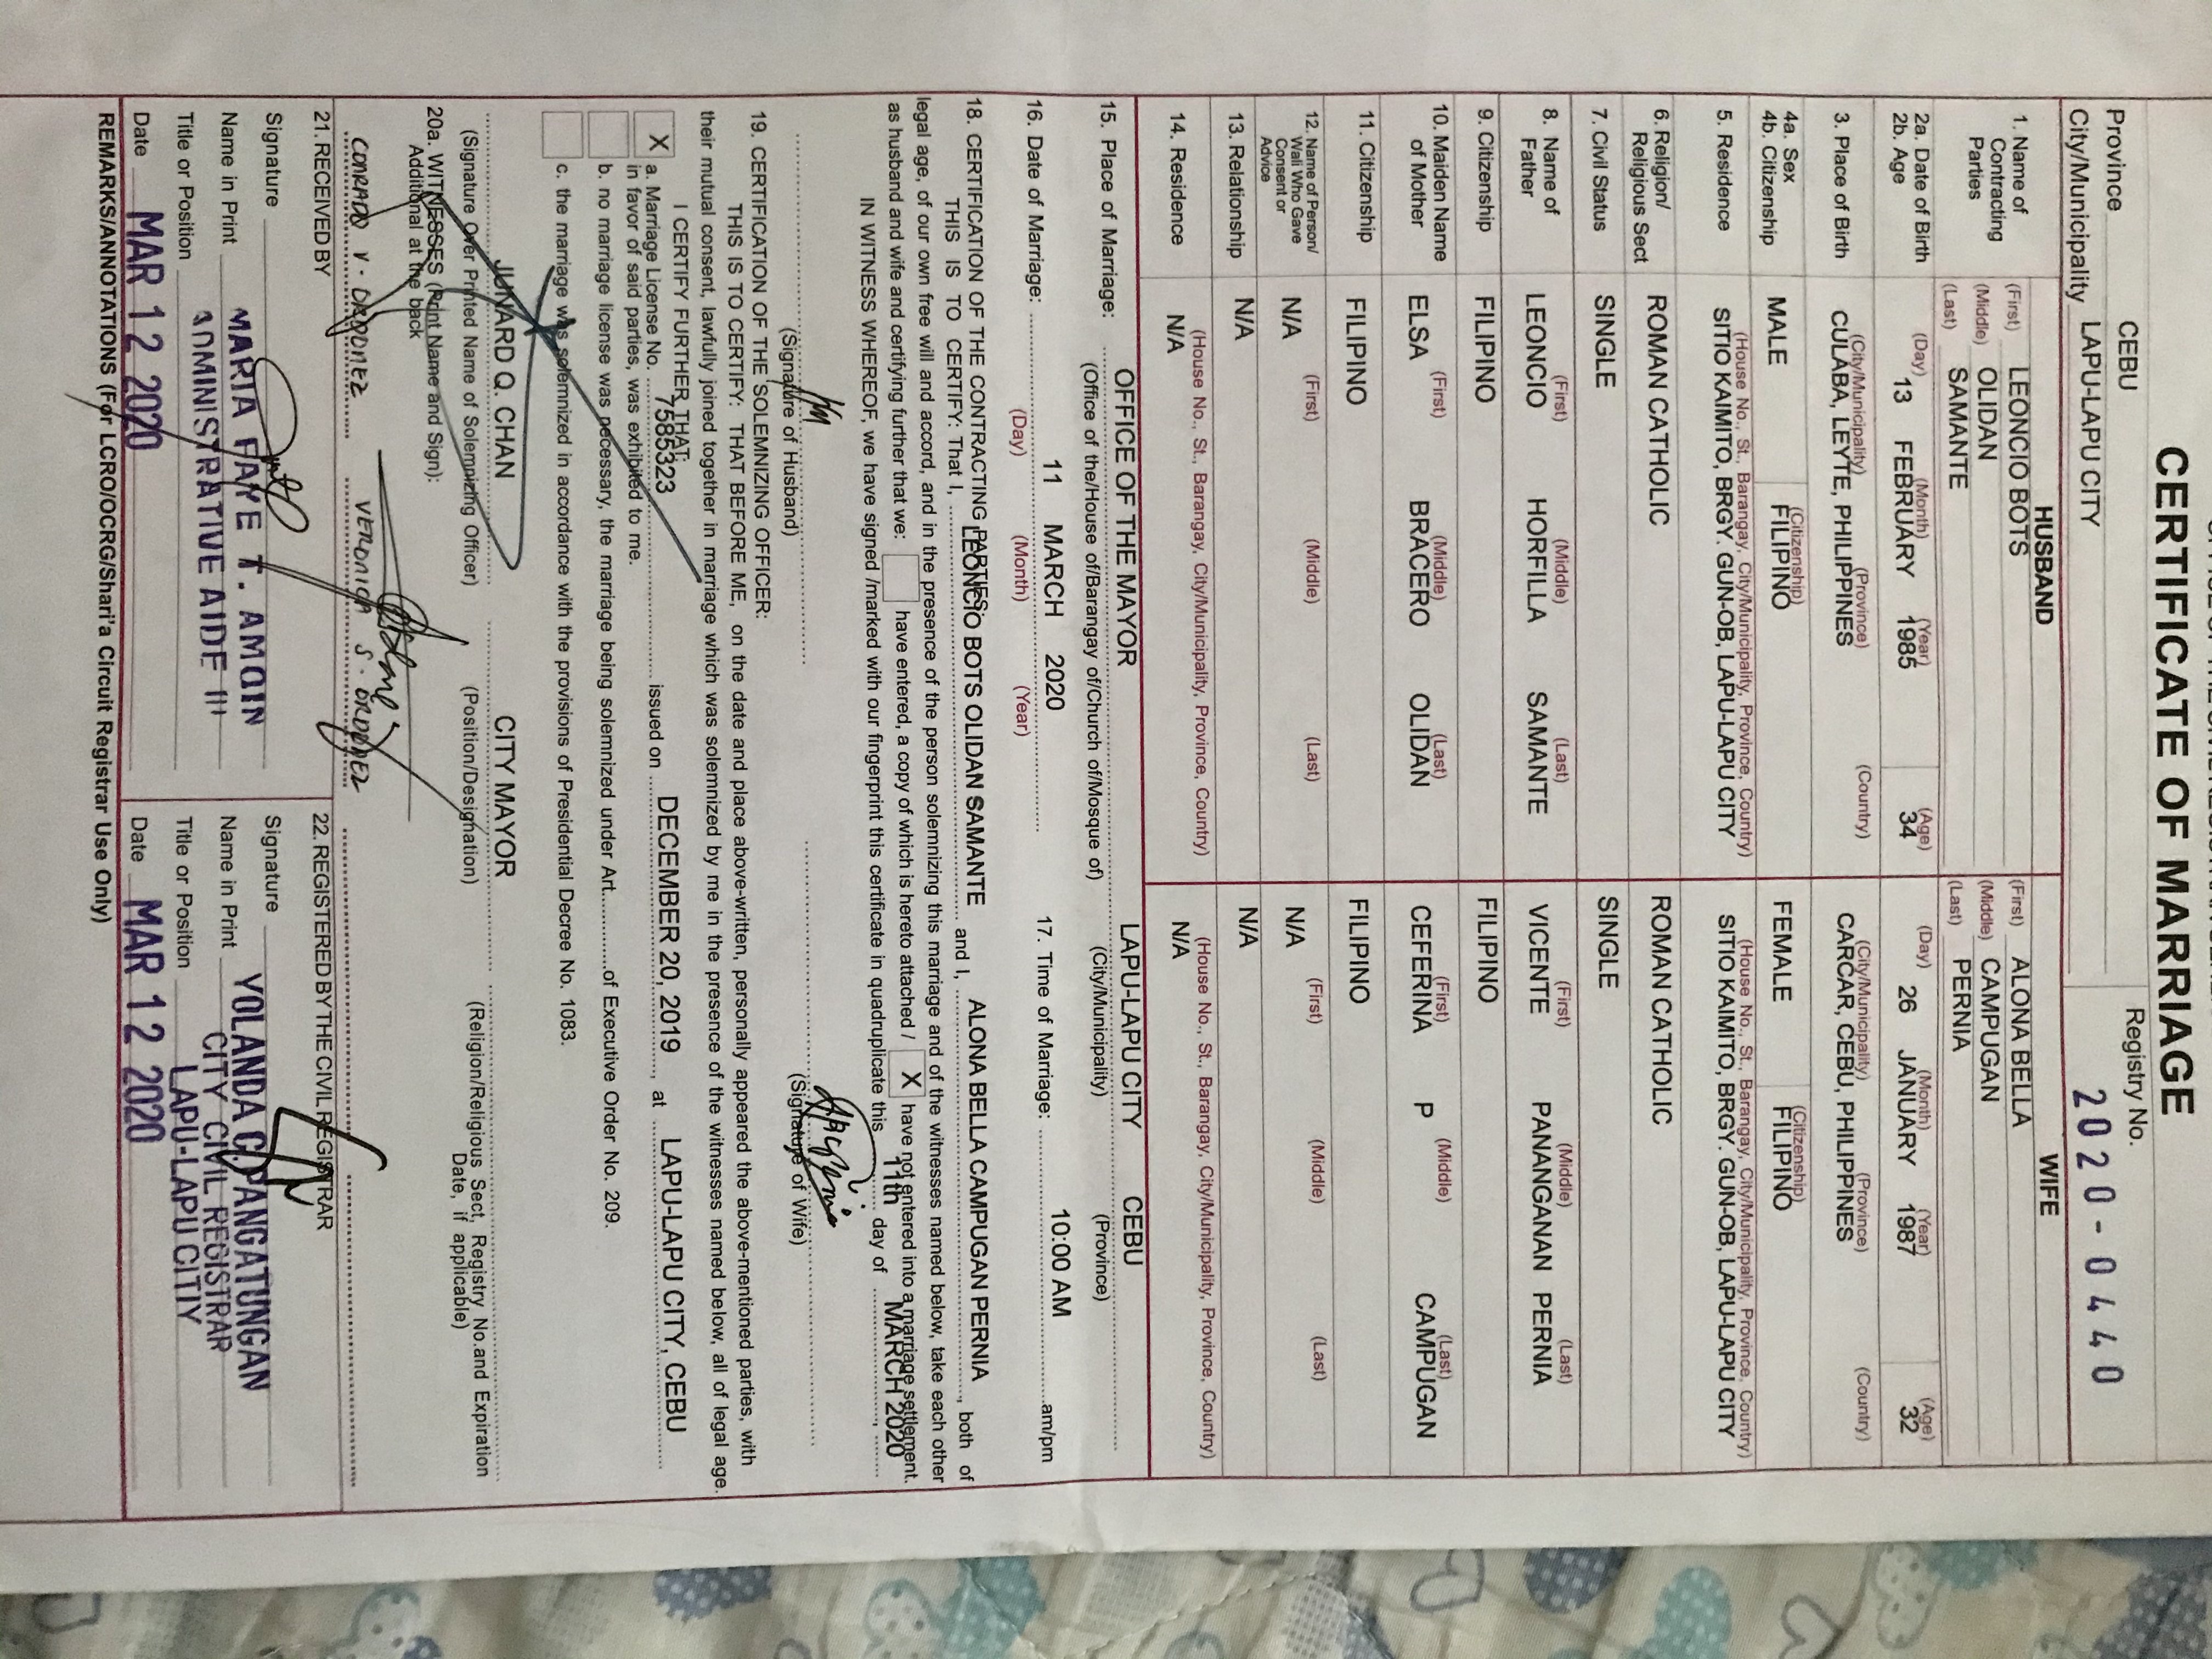 CERTIFICATE OF MARRIAGE
Province CEBU Registry No.
City/Municipality LAPU-LAPU CITY 2020-0440
HUSBAND WIFE
1. Name of Contracting Parties (First) LEONCIO BOTS (First) ALONA BELLA
(Middle) OLIDAN (Middle) CAMPUGAN
(Last) SAMANTE (Last) PERNIA
2a. Date of Birth (Day) (Month) (Year) (Age) (Day) (Month) (Year) (Age)
2b. Age 13 FEBRUARY 1985 34 26 JANUARY 1987 32
3. Place of Birth (City/Municipality) (Province) (Country) (City/Municipality) (Province) (Country)
CULABA, LEYTE, PHILIPPINES CARCAR, CEBU, PHILIPPINES
4a. Sex (Citizenship) (Citizenship)
4b. Citizenship MALE FILIPINO FEMALE FILIPINO
5. Residence (House No., St., Barangay, City/Municipality, Province, Country) (House No., St., Barangay, City/Municipality, Province, Country)
SITIO KAIMITO, BRGY. GUN-OB, LAPU-LAPU CITY SITIO KAIMITO, BRGY. GUN-OB, LAPU-LAPU CITY
6. Religion/ Religious Sect ROMAN CATHOLIC ROMAN CATHOLIC
7. Civil Status SINGLE SINGLE
8. Name of Father (First) (Middle) (Last) (First) (Middle) (Last)
LEONCIO HORFILLA SAMANTE VICENTE PANANGANAN PERNIA
9. Citizenship FILIPINO FILIPINO
10. Maiden Name of Mother (First) (Middle) (Last) (First) (Middle) (Last)
ELSA BRACERO OLIDAN CEFERINA P CAMPUGAN
11. Citizenship FILIPINO FILIPINO
12. Name of Person/ Wali Who Gave Consent or Advice (First) (Middle) (Last) (First) (Middle) (Last)
N/A N/A
13. Relationship N/A N/A
14. Residence (House No., St., Barangay, City/Municipality, Province, Country) (House No., St., Barangay, City/Municipality, Province, Country)
N/A N/A
15. Place of Marriage: OFFICE OF THE MAYOR LAPU-LAPU CITY CEBU
(Office of the/House of/Barangay of/Church of/Mosque of) (City/Municipality) (Province)
16. Date of Marriage: 11 MARCH 2020 17. Time of Marriage: 10:00 AM am/pm
(Day) (Month) (Year)
18. CERTIFICATION OF THE CONTRACTING PARTIES:
THIS IS TO CERTIFY: That I, LEONCIO BOTS OLIDAN SAMANTE and I, ALONA BELLA CAMPUGAN PERNIA, both of
legal age, of our own free will and accord, and in the presence of the person solemnizing this marriage and of the witnesses named below, take each other
as husband and wife and certifying further that we: have entered, a copy of which is hereto attached / X have not entered into a marriage settlement.
IN WITNESS WHEREOF, we have signed /marked with our fingerprint this certificate in quadruplicate this 11th day of MARCH 2020
(Signature of Husband) (Signature of Wife)
19. CERTIFICATION OF THE SOLEMNIZING OFFICER:
THIS IS TO CERTIFY: THAT BEFORE ME, on the date and place above-written, personally appeared the above-mentioned parties, with
their mutual consent, lawfully joined together in marriage which was solemnized by me in the presence of the witnesses named below, all of legal age.
I CERTIFY FURTHER THAT:
X a. Marriage License No. 7585323 issued on DECEMBER 20, 2019, at LAPU-LAPU CITY, CEBU
in favor of said parties, was exhibited to me.
b. no marriage license was necessary, the marriage being solemnized under Art. of Executive Order No. 209.
c. the marriage was solemnized in accordance with the provisions of Presidential Decree No. 1083.
JUNARD Q. CHAN CITY MAYOR
(Signature Over Printed Name of Solemnizing Officer) (Position/Designation) (Religion/Religious Sect, Registry No. and Expiration Date, if applicable)
20a. WITNESSES (Print Name and Sign):
Additional at the back
CONRADO V. ORDONEZ VERONICA S. ORDONEZ
21. RECEIVED BY 22. REGISTERED BY THE CIVIL REGISTRAR
Signature Signature
Name in Print MARIA FAYE T. AMOIN Name in Print YOLANDA C. PANGATUNGAN
Title or Position ADMINISTRATIVE AIDE III Title or Position CITY CIVIL REGISTRAR
LAPU-LAPU CITIY
Date MAR 12 2020 Date MAR 12 2020
REMARKS/ANNOTATIONS (For LCRO/OCRG/Shari'a Circuit Registrar Use Only)